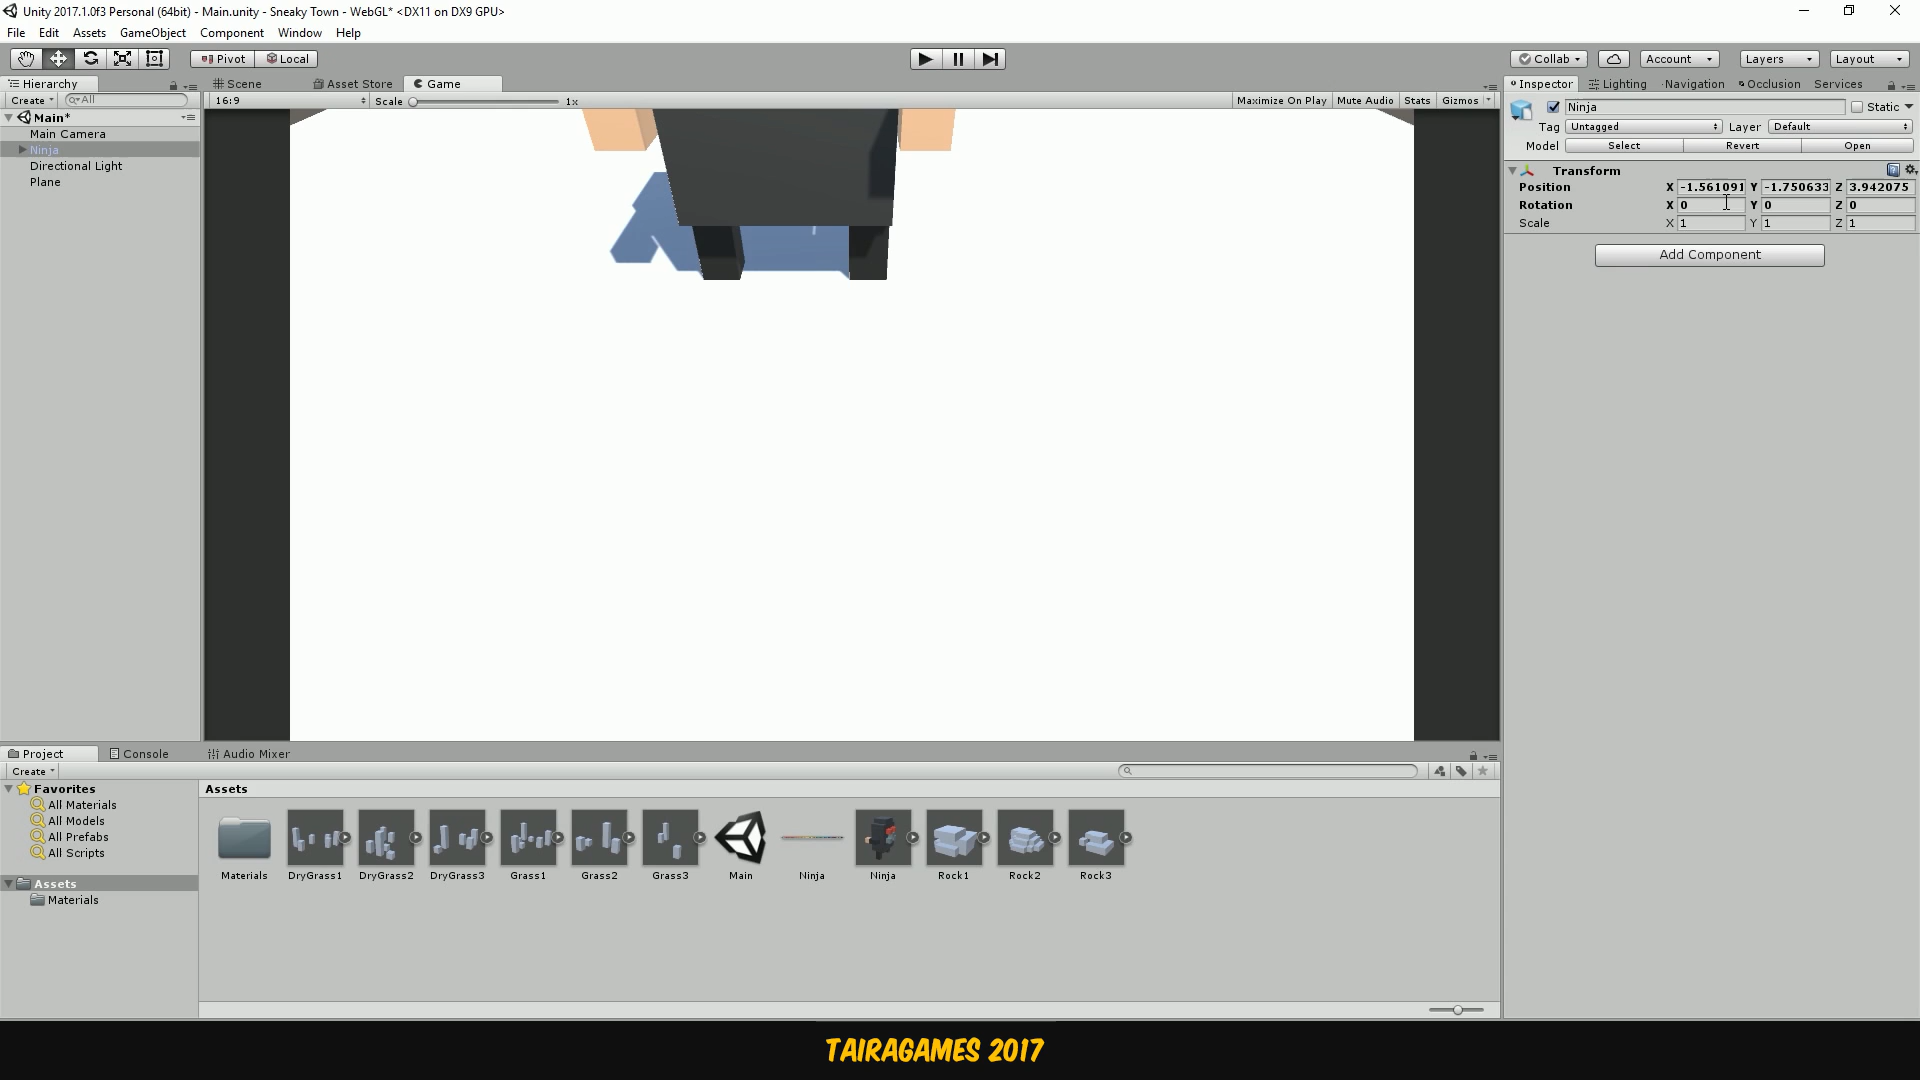 Unity 2017.1.0f3 Personal (64bit) - Main.unity - Sneaky Town - WebGL* <DX11 on DX9 GPU>
File Edit Assets GameObject Component Window Help
Pivot Local Collab Account Layers Layout
Hierarchy
Create All
Main*
Main Camera
Ninja
Directional Light
Plane
Scene Asset Store Game
16:9 Scale 1x Maximize On Play Mute Audio Stats Gizmos
Inspector Lighting Navigation Occlusion Services
Ninja Static
Tag Untagged Layer Default
Model Select Revert Open
Transform
Position X -1.561091 Y -1.750633 Z 3.942075
Rotation X 0 Y 0 Z 0
Scale X 1 Y 1 Z 1
Add Component
Project Console Audio Mixer
Create
Favorites
All Materials
All Models
All Prefabs
All Scripts
Assets
Materials
Assets
Materials DryGrass1 DryGrass2 DryGrass3 Grass1 Grass2 Grass3 Main Ninja Ninja Rock1 Rock2 Rock3
TAIRAGAMES 2017